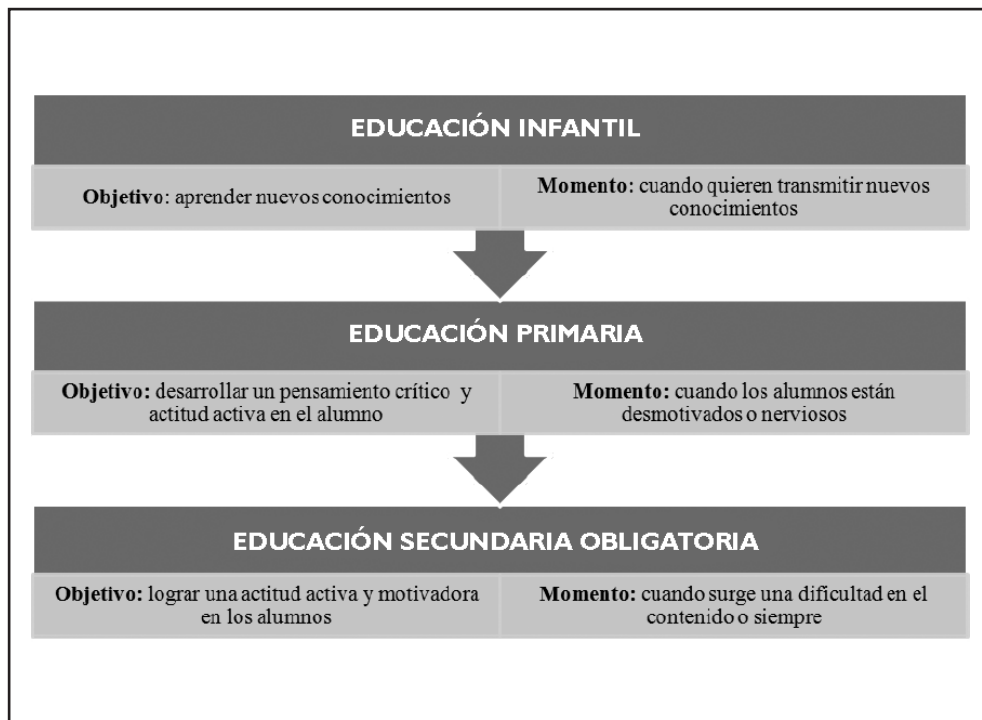 EDUCACIÓN INFANTIL
Objetivo: aprender nuevos conocimientos
Momento: cuando quieren transmitir nuevos
conocimientos
EDUCACIÓN PRIMARIA
Objetivo: desarrollar un pensamiento crítico y
actitud activa en el alumno
Momento: cuando los alumnos están
desmotivados o nerviosos
EDUCACIÓN SECUNDARIA OBLIGATORIA
Objetivo: lograr una actitud activa y motivadora
en los alumnos
Momento: cuando surge una dificultad en el
contenido o siempre